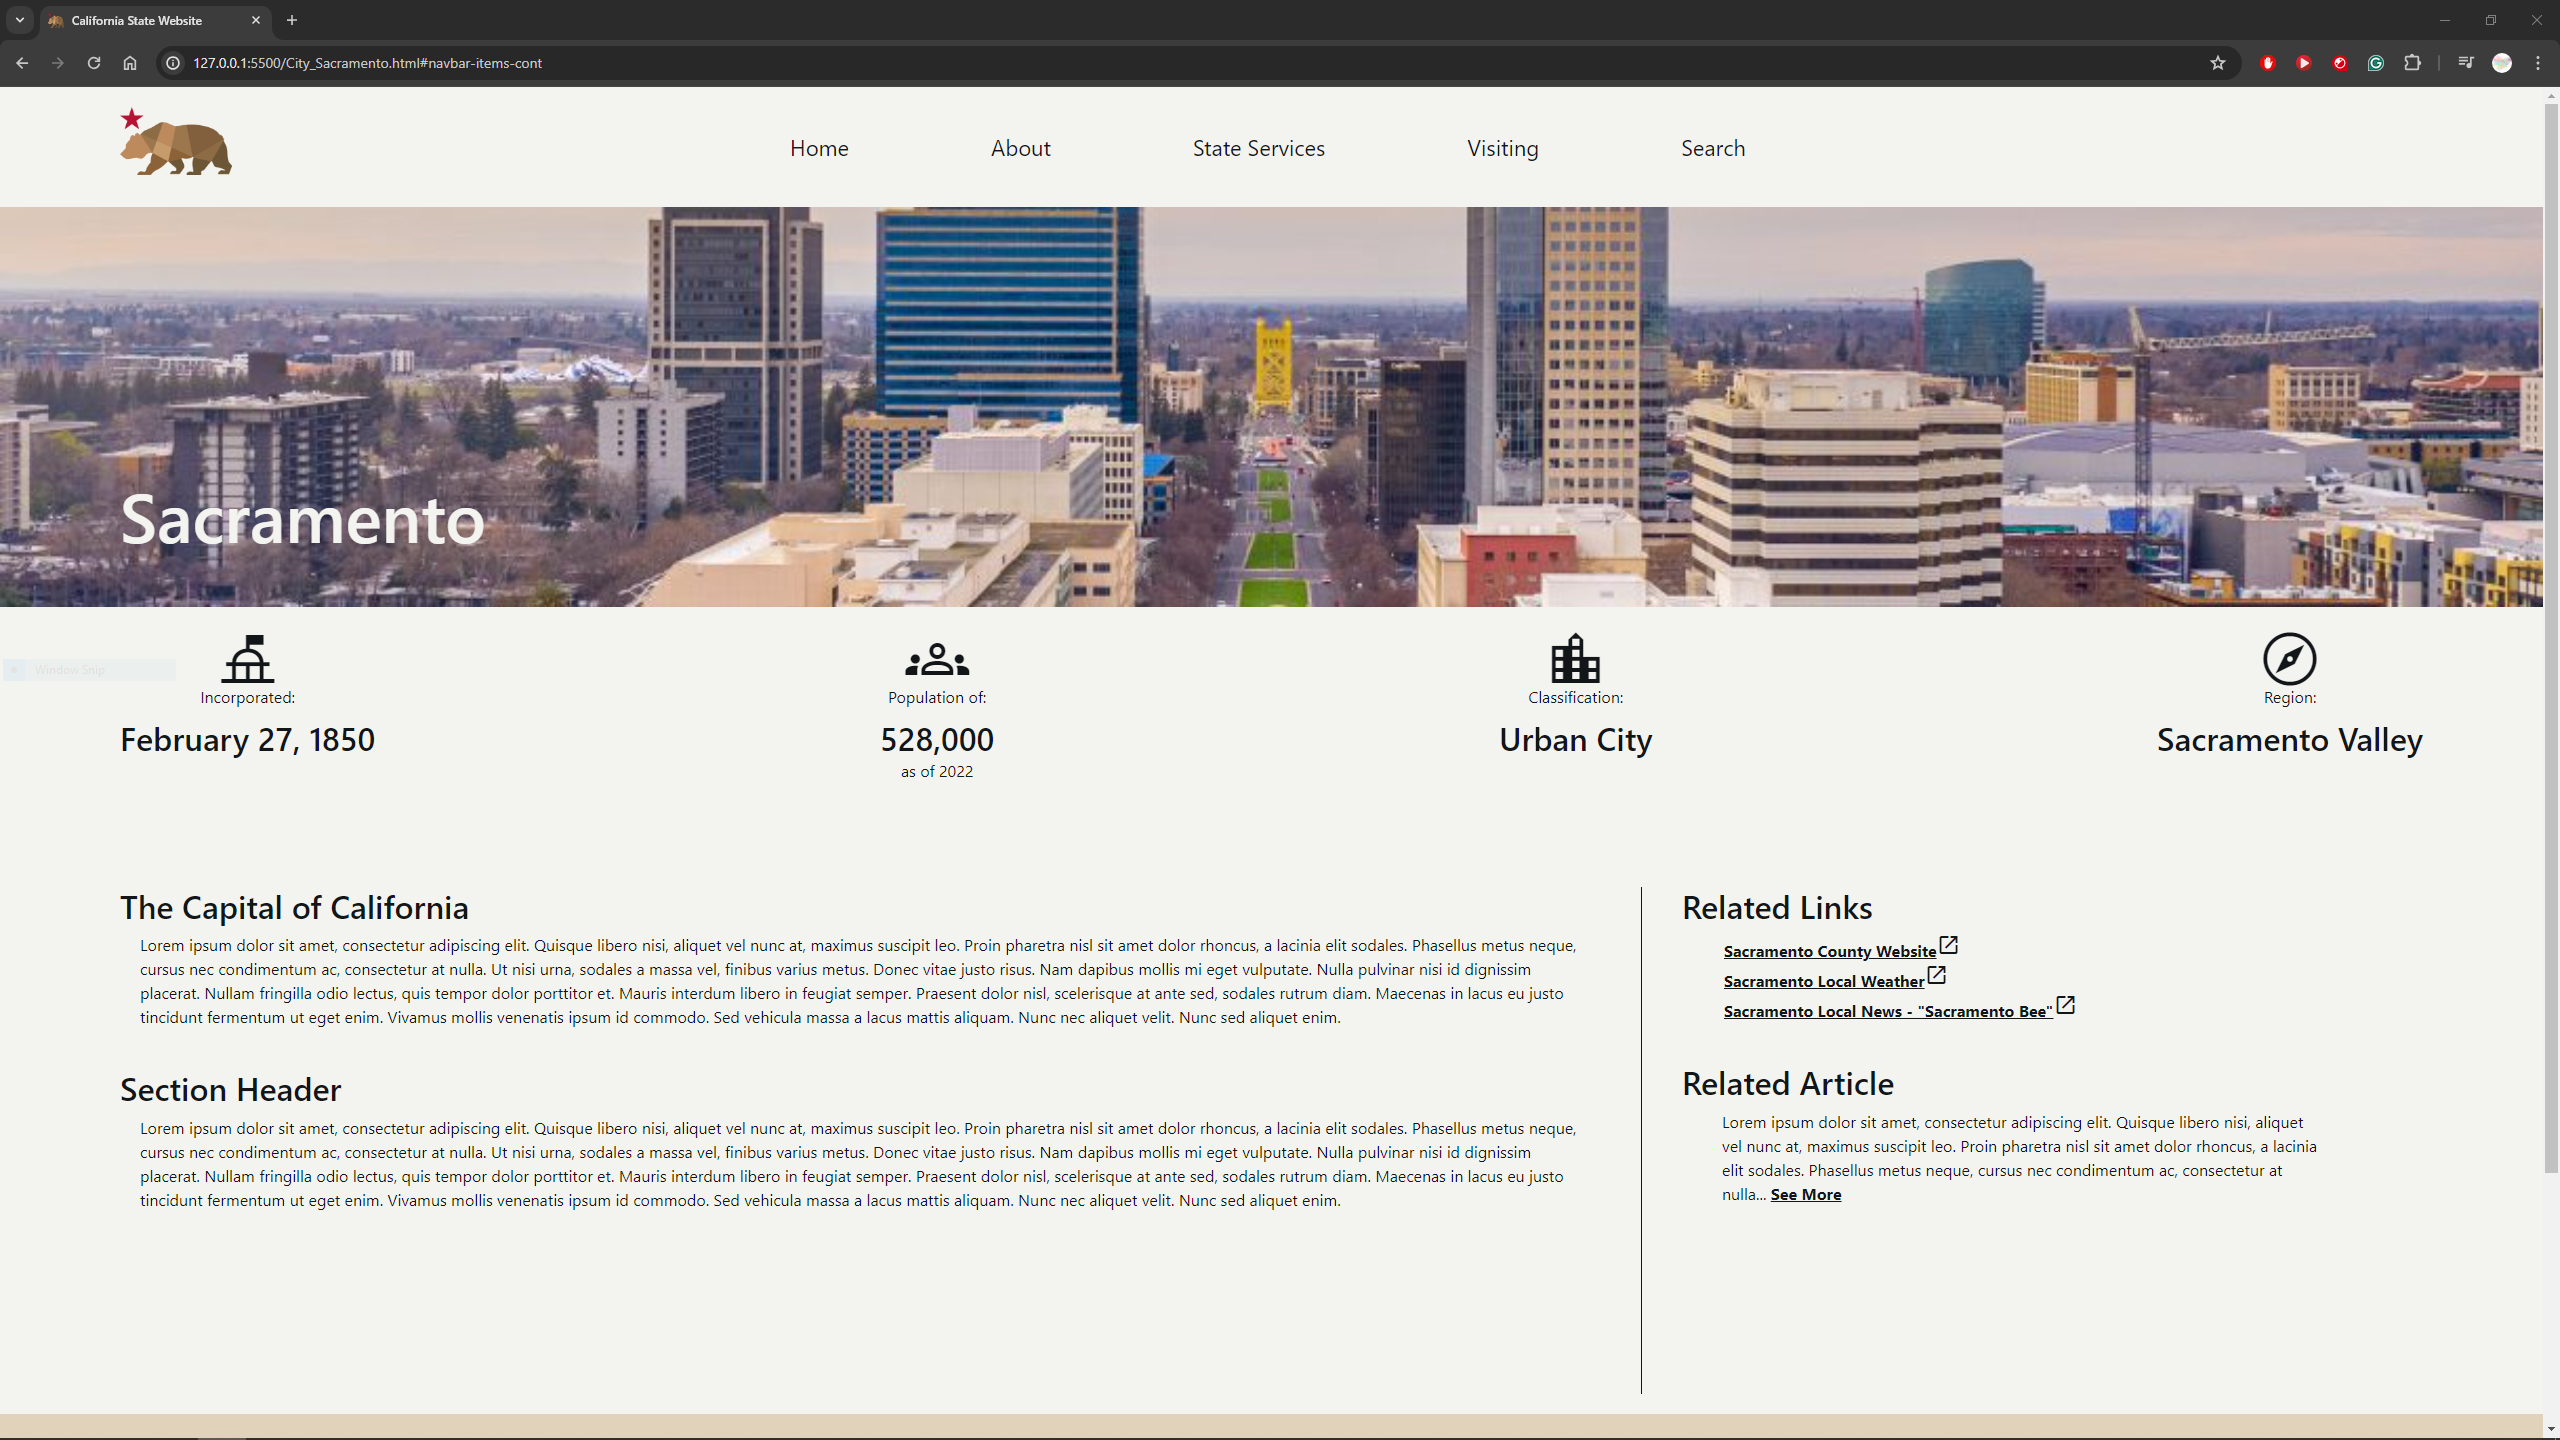 California State Website
127.0.0.1:5500/City_Sacramento.html#navbar-items-cont
Home About State Services Visiting Search
Sacramento
Window Snip
Incorporated: Population of: Classification: Region:
February 27, 1850 528,000 Urban City Sacramento Valley
as of 2022
The Capital of California
Lorem ipsum dolor sit amet, consectetur adipiscing elit. Quisque libero nisi, aliquet vel nunc at, maximus suscipit leo. Proin pharetra nisl sit amet dolor rhoncus, a lacinia elit sodales. Phasellus metus neque,
cursus nec condimentum ac, consectetur at nulla. Ut nisi urna, sodales a massa vel, finibus varius metus. Donec vitae justo risus. Nam dapibus mollis mi eget vulputate. Nulla pulvinar nisi id dignissim
placerat. Nullam fringilla odio lectus, quis tempor dolor porttitor et. Mauris interdum libero in feugiat semper. Praesent dolor nisl, scelerisque at ante sed, sodales rutrum diam. Maecenas in lacus eu justo
tincidunt fermentum ut eget enim. Vivamus mollis venenatis ipsum id commodo. Sed vehicula massa a lacus mattis aliquam. Nunc nec aliquet velit. Nunc sed aliquet enim.
Section Header
Lorem ipsum dolor sit amet, consectetur adipiscing elit. Quisque libero nisi, aliquet vel nunc at, maximus suscipit leo. Proin pharetra nisl sit amet dolor rhoncus, a lacinia elit sodales. Phasellus metus neque,
cursus nec condimentum ac, consectetur at nulla. Ut nisi urna, sodales a massa vel, finibus varius metus. Donec vitae justo risus. Nam dapibus mollis mi eget vulputate. Nulla pulvinar nisi id dignissim
placerat. Nullam fringilla odio lectus, quis tempor dolor porttitor et. Mauris interdum libero in feugiat semper. Praesent dolor nisl, scelerisque at ante sed, sodales rutrum diam. Maecenas in lacus eu justo
tincidunt fermentum ut eget enim. Vivamus mollis venenatis ipsum id commodo. Sed vehicula massa a lacus mattis aliquam. Nunc nec aliquet velit. Nunc sed aliquet enim.
Related Links
Sacramento County Website
Sacramento Local Weather
Sacramento Local News - "Sacramento Bee"
Related Article
Lorem ipsum dolor sit amet, consectetur adipiscing elit. Quisque libero nisi, aliquet
vel nunc at, maximus suscipit leo. Proin pharetra nisl sit amet dolor rhoncus, a lacinia
elit sodales. Phasellus metus neque, cursus nec condimentum ac, consectetur at
nulla... See More